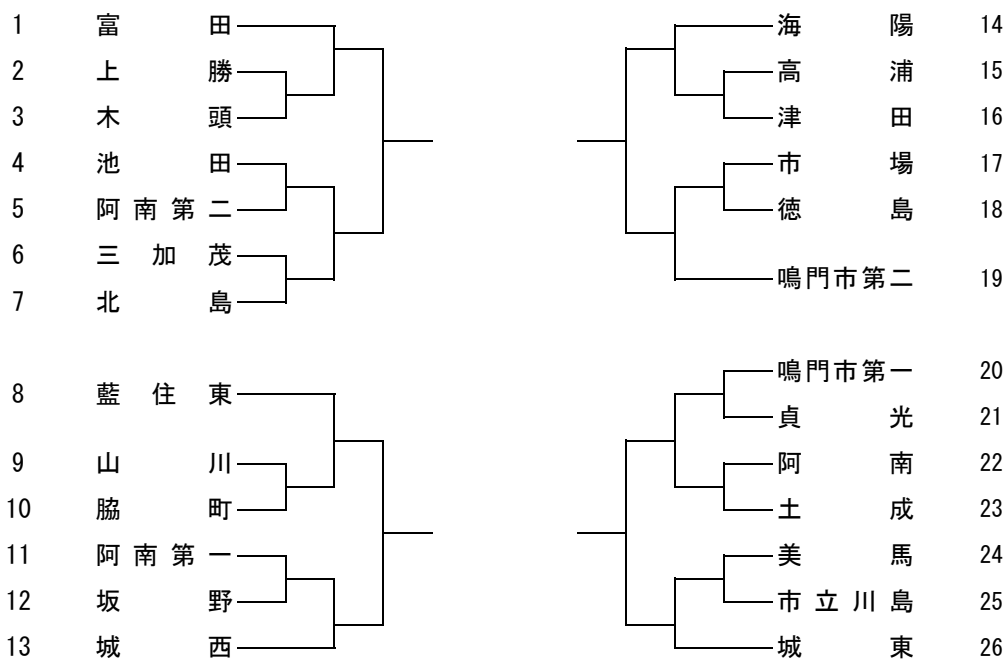 1 富田
2 上勝
3 木頭
4 池田
5 阿南第二
6 三加茂
7 北島
8 藍住東
9 山川
10 脇町
11 阿南第一
12 坂野
13 城西
海陽 14
高浦 15
津田 16
市場 17
徳島 18
鳴門市第二 19
鳴門市第一 20
貞光 21
阿南 22
土成 23
美馬 24
市立川島 25
城東 26